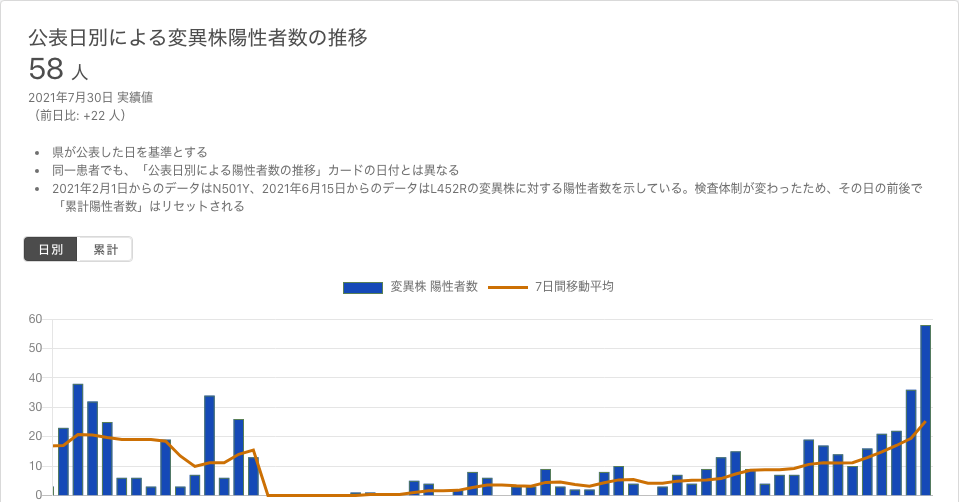 公表日別による変異株陽性者数の推移
58 人
2021年7月30日 実績値
（前日比: +22 人）
• 県が公表した日を基準とする
• 同一患者でも、「公表日別による陽性者数の推移」カードの日付とは異なる
• 2021年2月1日からのデータはN501Y、2021年6月15日からのデータはL452Rの変異株に対する陽性者数を示している。検査体制が変わったため、その日の前後で
「累計陽性者数」はリセットされる
日別 累計
変異株 陽性者数 7日間移動平均
60
50
40
30
20
10
0